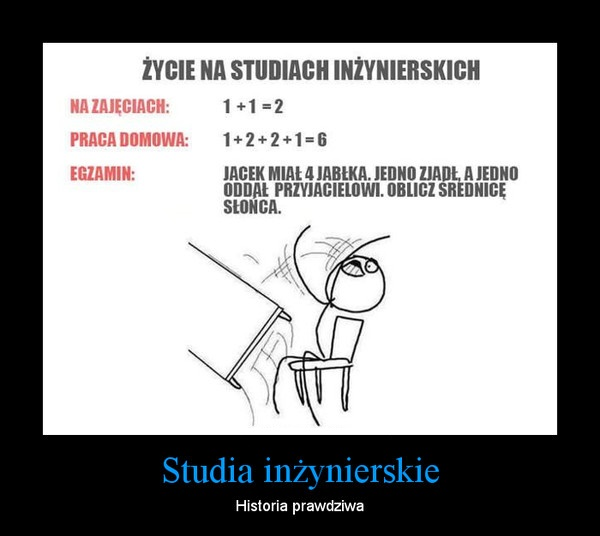 ŻYCIE NA STUDIACH INŻYNIERSKICH
NA ZAJĘCIACH: 1 + 1 = 2
PRACA DOMOWA: 1 + 2 + 2 + 1 = 6
EGZAMIN: JACEK MIAŁ 4 JABŁKA. JEDNO ZJADŁ, A JEDNO
ODDAŁ PRZYJACIELOWI. OBLICZ ŚREDNICĘ
SŁOŃCA.
Studia inżynierskie
Historia prawdziwa